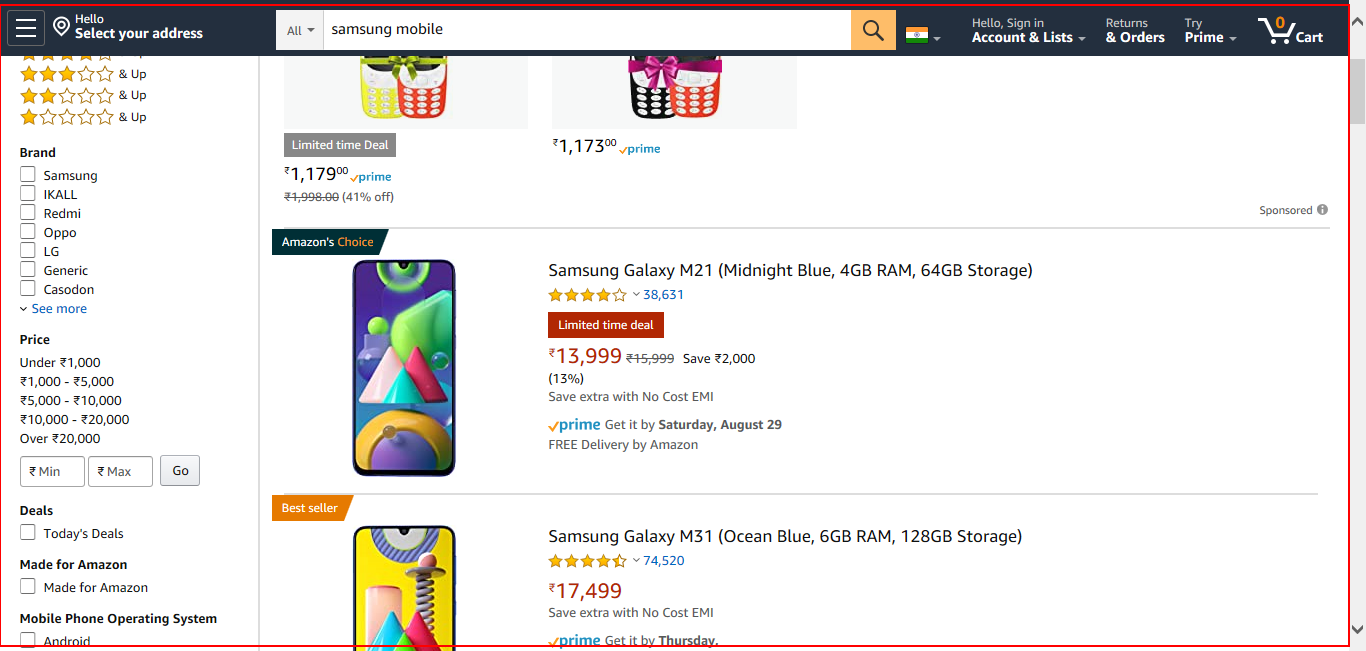 Hello
Select your address
All
samsung mobile
Hello, Sign in
Account & Lists
Returns
& Orders
Try
Prime
0
Cart
& Up
& Up
& Up
Brand
Samsung
IKALL
Redmi
Oppo
LG
Generic
Casodon
See more
Price
Under ₹1,000
₹1,000 - ₹5,000
₹5,000 - ₹10,000
₹10,000 - ₹20,000
Over ₹20,000
₹ Min
₹ Max
Go
Deals
Today's Deals
Made for Amazon
Made for Amazon
Mobile Phone Operating System
Android
Limited time Deal
₹1,17900 prime
₹1,998.00 (41% off)
₹1,17300 prime
Sponsored
Amazon's Choice
Samsung Galaxy M21 (Midnight Blue, 4GB RAM, 64GB Storage)
38,631
Limited time deal
₹13,999 ₹15,999 Save ₹2,000
(13%)
Save extra with No Cost EMI
prime Get it by Saturday, August 29
FREE Delivery by Amazon
Best seller
Samsung Galaxy M31 (Ocean Blue, 6GB RAM, 128GB Storage)
74,520
₹17,499
Save extra with No Cost EMI
prime Get it by Thursday,